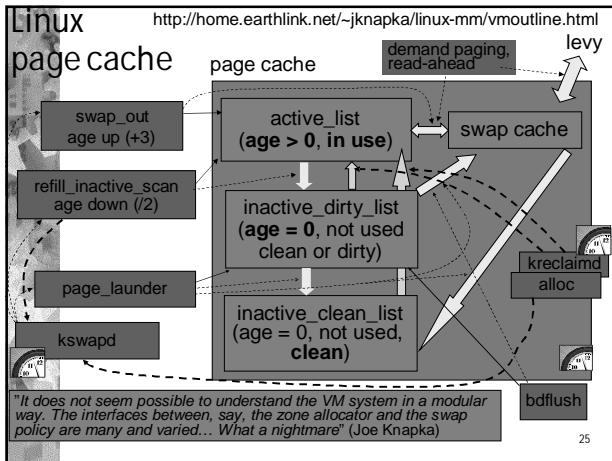 Linux
page cache
http://home.earthlink.net/~jknapka/linux-mm/vmoutline.html
page cache
demand paging,
read-ahead
levy
swap_out
age up (+3)
active_list
(age > 0, in use)
swap cache
refill_inactive_scan
age down (/2)
inactive_dirty_list
(age = 0, not used
clean or dirty)
kreclaimd
alloc
page_launder
inactive_clean_list
(age = 0, not used,
clean)
kswapd
bdflush
"It does not seem possible to understand the VM system in a modular
way. The interfaces between, say, the zone allocator and the swap
policy are many and varied... What a nightmare" (Joe Knapka)
25